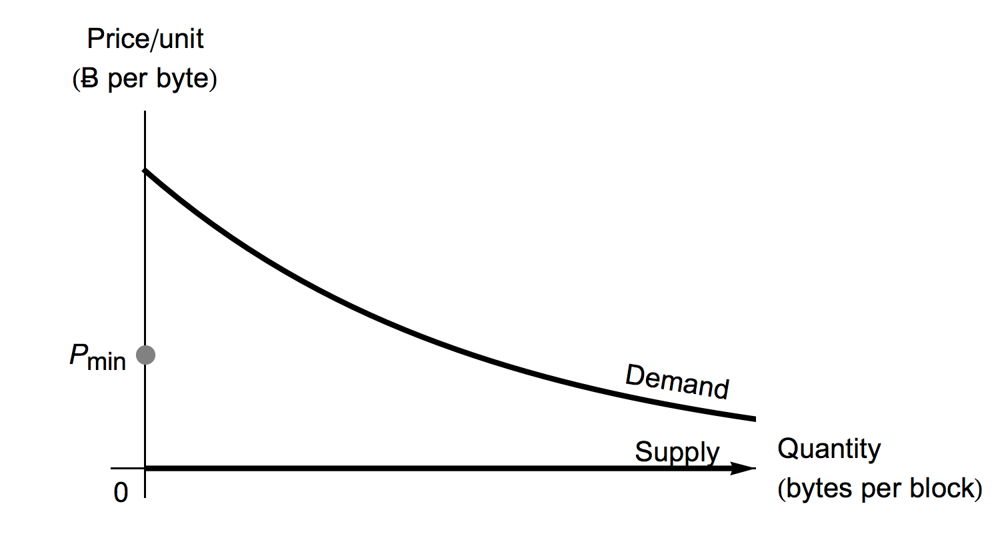 Price/unit
(Ƀ per byte)
Pmin
Demand
Supply
Quantity
(bytes per block)
0